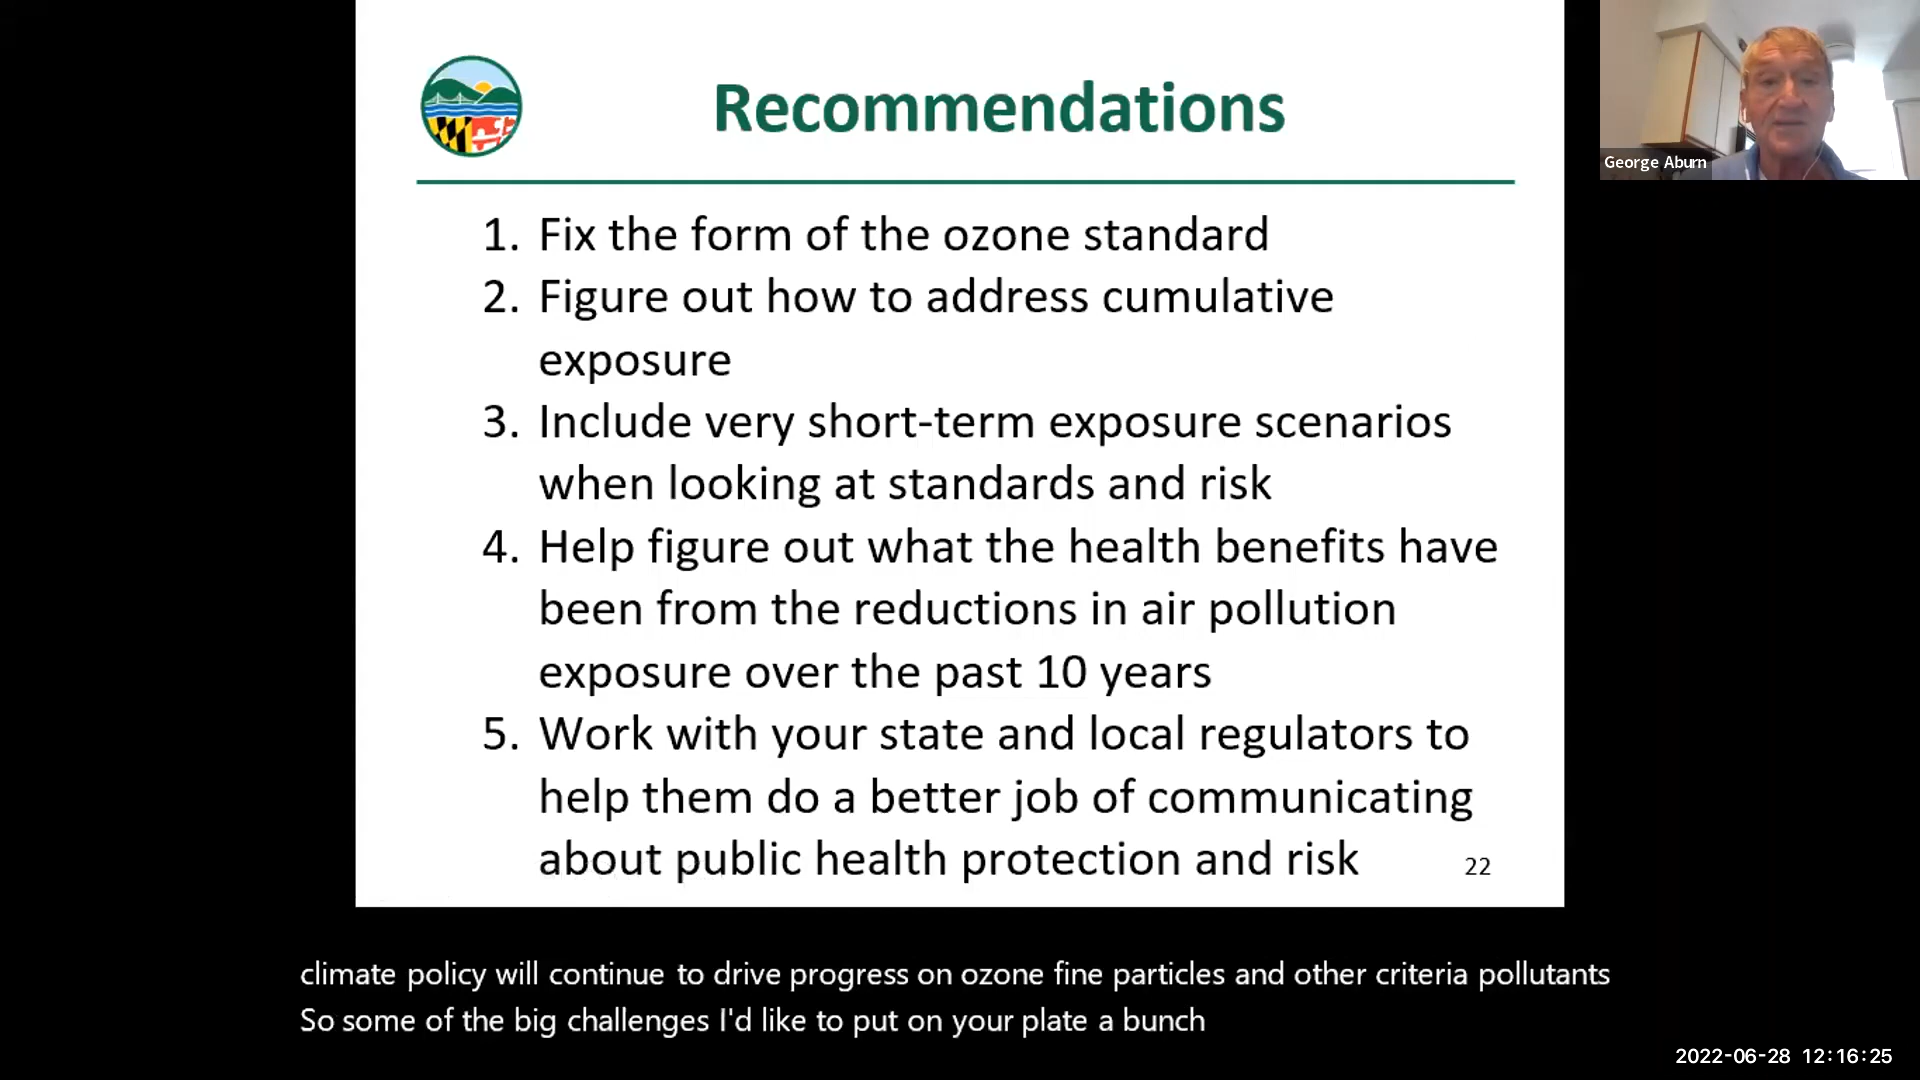 Recommendations
George Aburn
1. Fix the form of the ozone standard
2. Figure out how to address cumulative
exposure
3. Include very short-term exposure scenarios
when looking at standards and risk
4. Help figure out what the health benefits have
been from the reductions in air pollution
exposure over the past 10 years
5. Work with your state and local regulators to
help them do a better job of communicating
about public health protection and risk
22
climate policy will continue to drive progress on ozone fine particles and other criteria pollutants
So some of the big challenges I'd like to put on your plate a bunch
2022-06-28 12:16:25